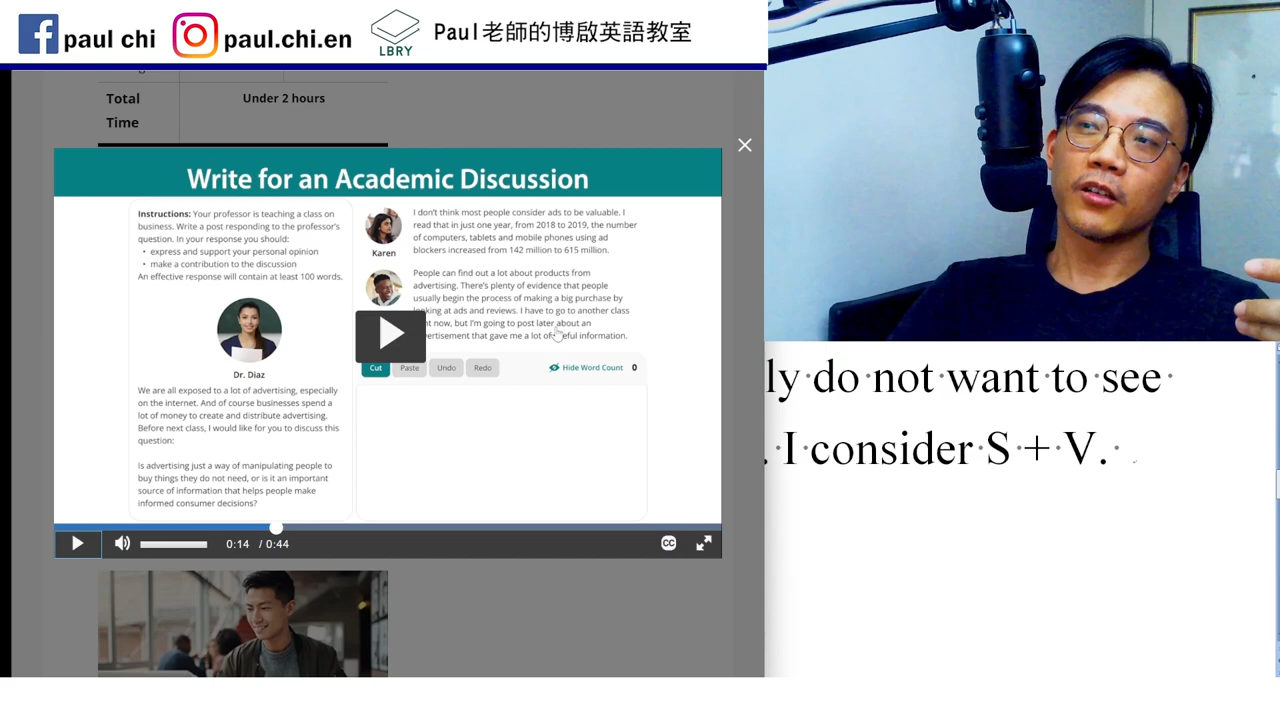 paul chi
paul.chi.en
LBRY
Paul老師的博啟英語教室
Total
Time
Under 2 hours
Write for an Academic Discussion
Instructions: Your professor is teaching a class on
business. Write a post responding to the professor's
question. In your response you should:
• express and support your personal opinion
• make a contribution to the discussion
An effective response will contain at least 100 words.
Dr. Diaz
We are all exposed to a lot of advertising, especially
on the internet. And of course businesses spend a
lot of money to create and distribute advertising.
Before next class, I would like for you to discuss this
question:
Is advertising just a way of manipulating people to
buy things they do not need, or is it an important
source of information that helps people make
informed consumer decisions?
Karen
I don't think most people consider ads to be valuable. I
read that in just one year, from 2018 to 2019, the number
of computers, tablets and mobile phones using ad
blockers increased from 142 million to 615 million.
People can find out a lot about products from
advertising. There's plenty of evidence that people
usually begin the process of making a big purchase by
at ads and reviews. I have to go to another class
now, but I'm going to post later about an
that gave me a lot of information.
Cut Paste Undo Redo Hide Word Count 0
0:14 / 0:44
CC
ly do not want to see
. I consider S + V.